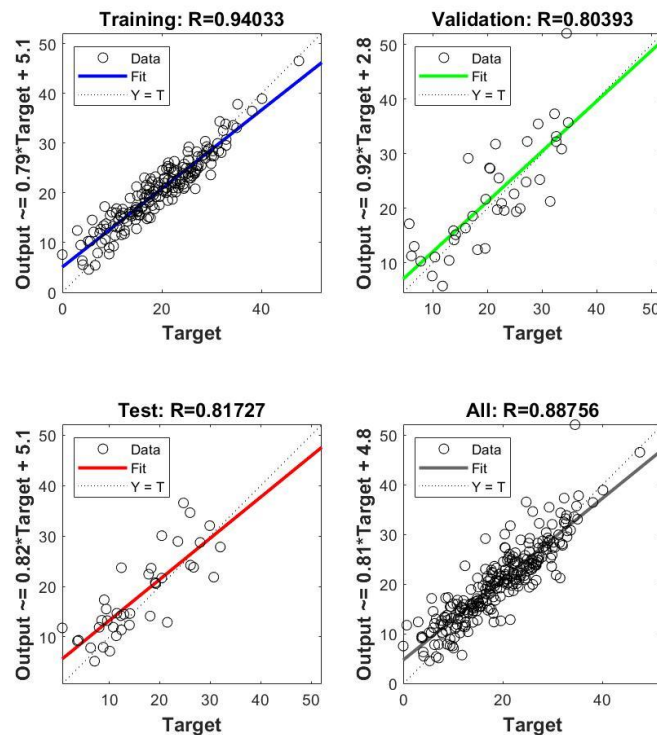 Training: R=0.94033
Output ~= 0.79*Target + 5.1
50
40
30
20
10
0
Data
Fit
Y = T
0
20
40
Target
Validation: R=0.80393
Output ~= 0.92*Target + 2.8
50
40
30
20
10
Data
Fit
Y = T
10
20
30
40
50
Target
Test: R=0.81727
Output ~= 0.82*Target + 5.1
50
40
30
20
10
Data
Fit
Y = T
10
20
30
40
50
Target
All: R=0.88756
Output ~= 0.81*Target + 4.8
50
40
30
20
10
0
Data
Fit
Y = T
0
20
40
Target